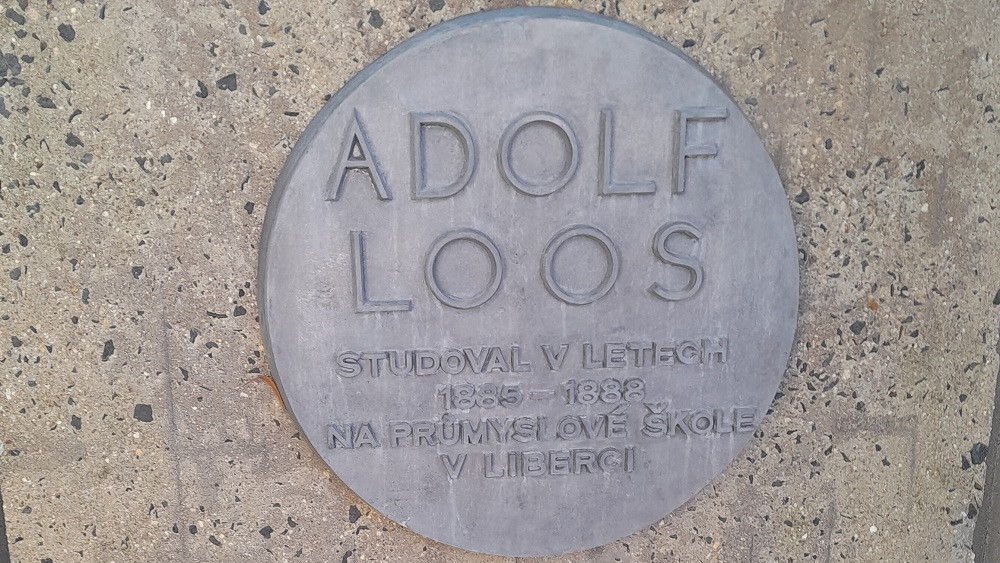 ADOLF
LOOS
STUDOVAL V LETECH
1885 – 1888
NA PRŮMYSLOVÉ ŠKOLE
V LIBERCI